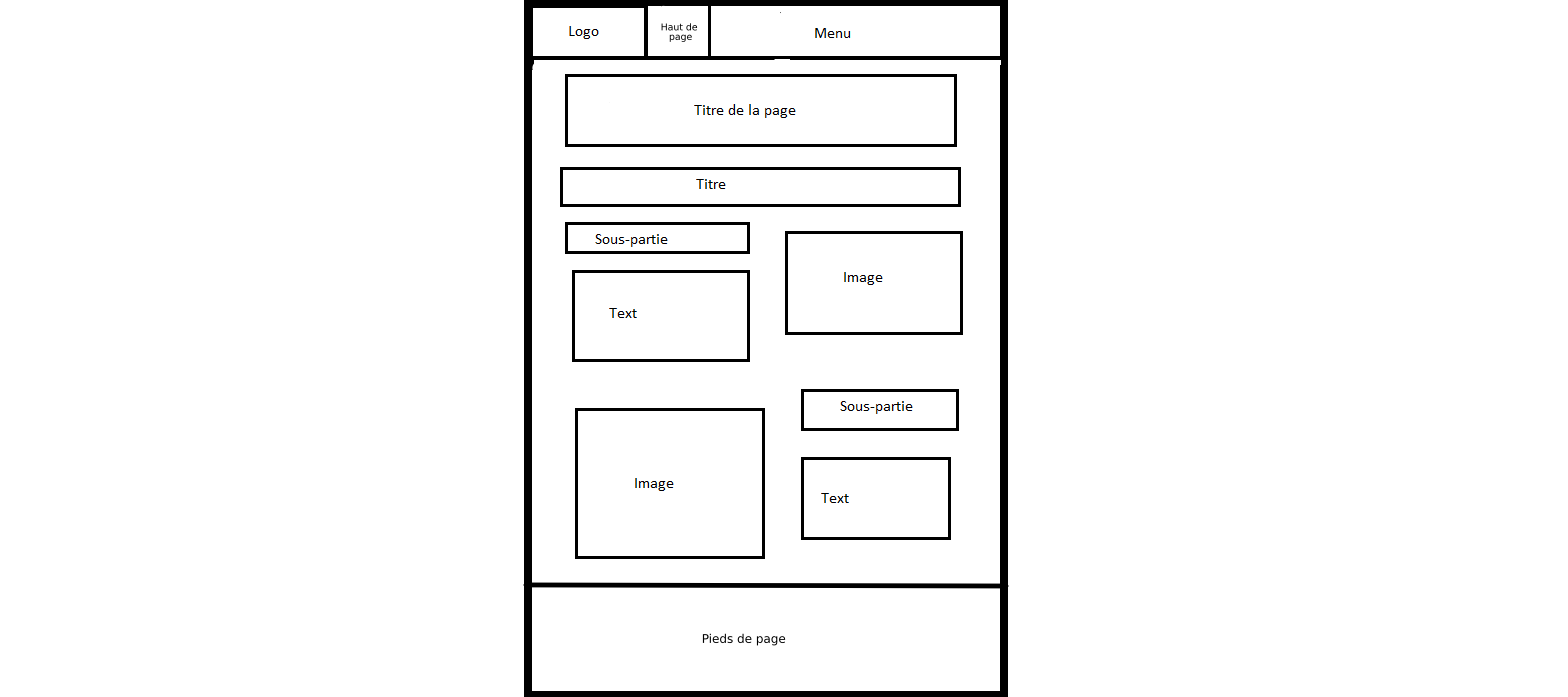 Logo
Haut de
page
Menu
Titre de la page
Titre
Sous-partie
Image
Text
Sous-partie
Image
Text
Pieds de page